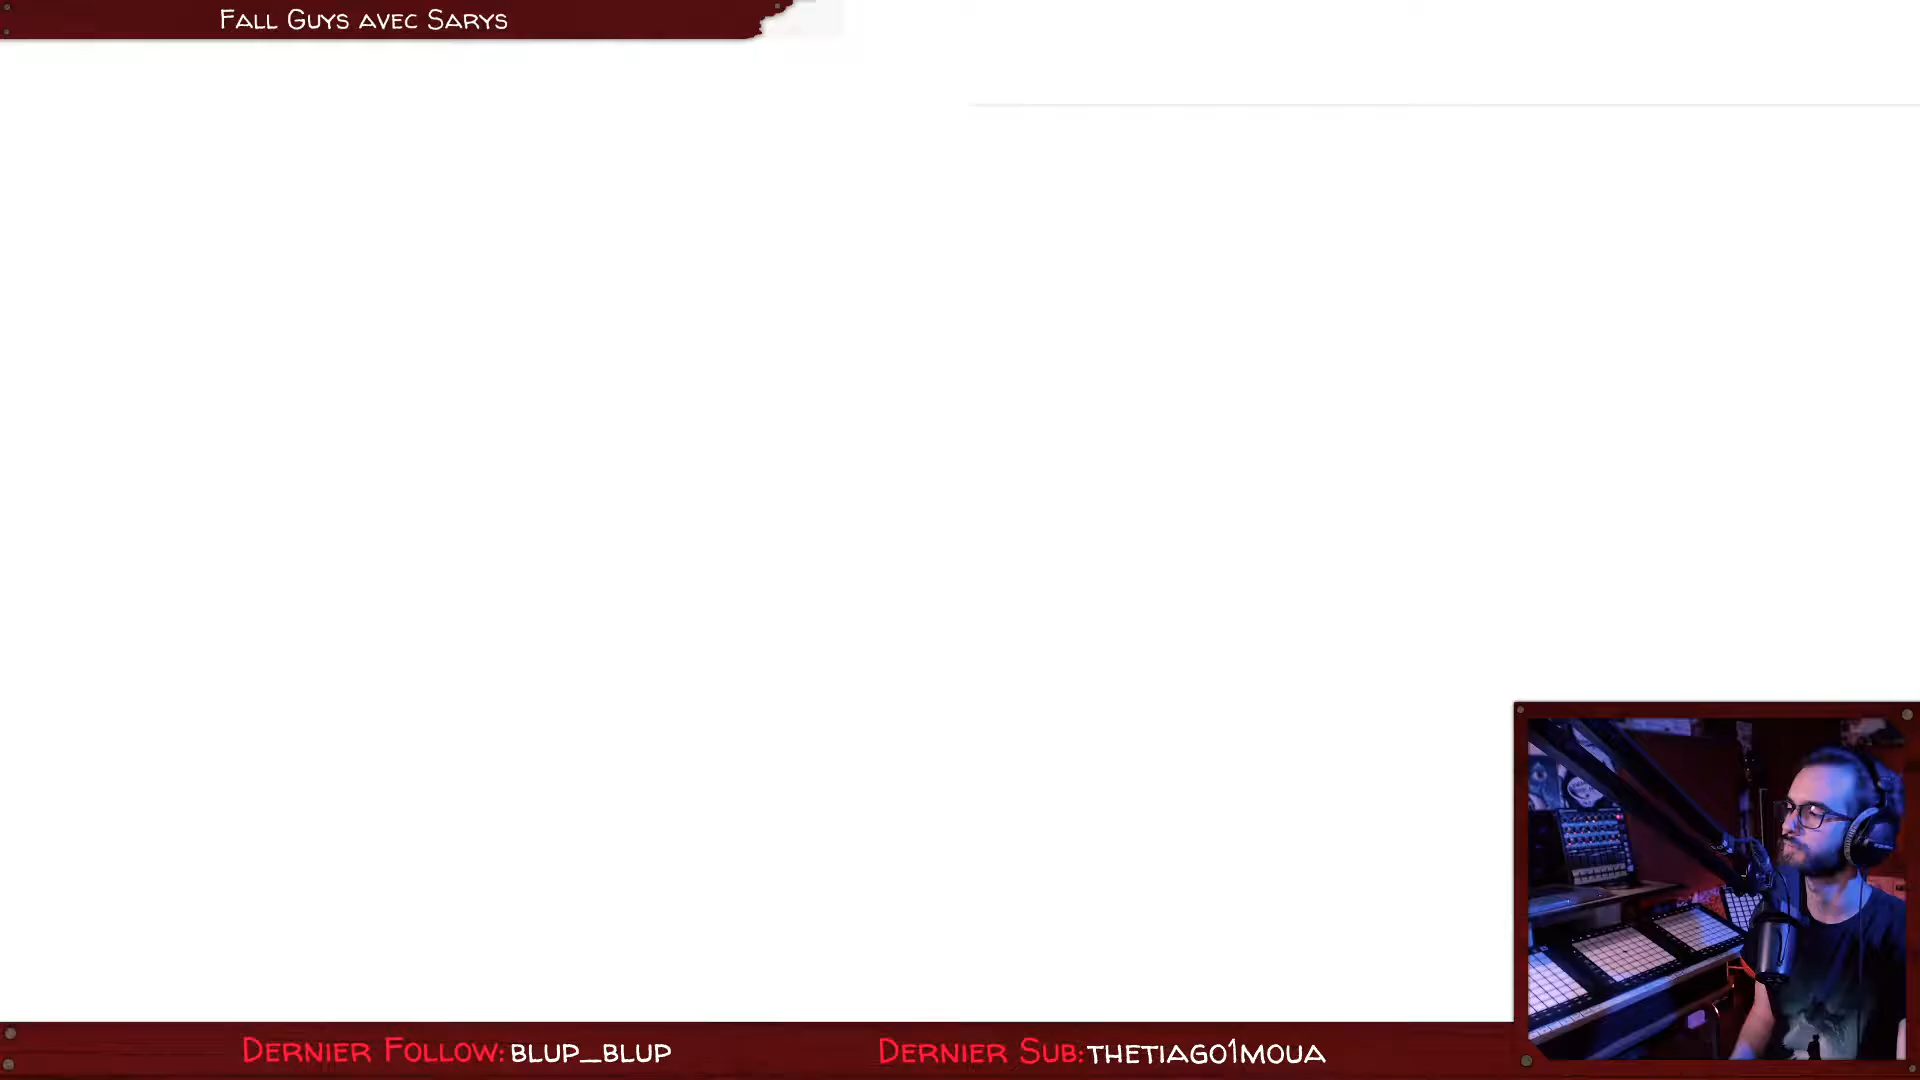 Fall Guys avec Sarys
Dernier Follow: blup_blup
Dernier Sub: thetiago1moua